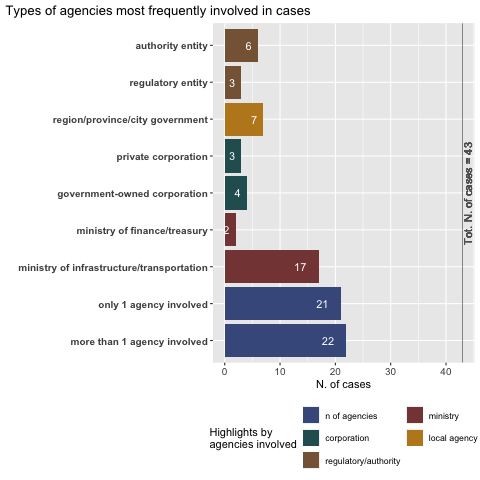 Types of agencies most frequently involved in cases
authority entity 6
regulatory entity 3
region/province/city government 7
private corporation 3
government-owned corporation 4
ministry of finance/treasury 2
ministry of infrastructure/transportation 17
only 1 agency involved 21
more than 1 agency involved 22
Tot. N. of cases = 43
0 10 20 30 40
N. of cases
Highlights by
agencies involved
n of agencies
corporation
regulatory/authority
ministry
local agency